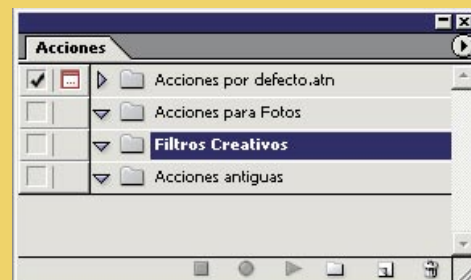 Acciones
Acciones por defecto.atn
Acciones para Fotos
Filtros Creativos
Acciones antiguas